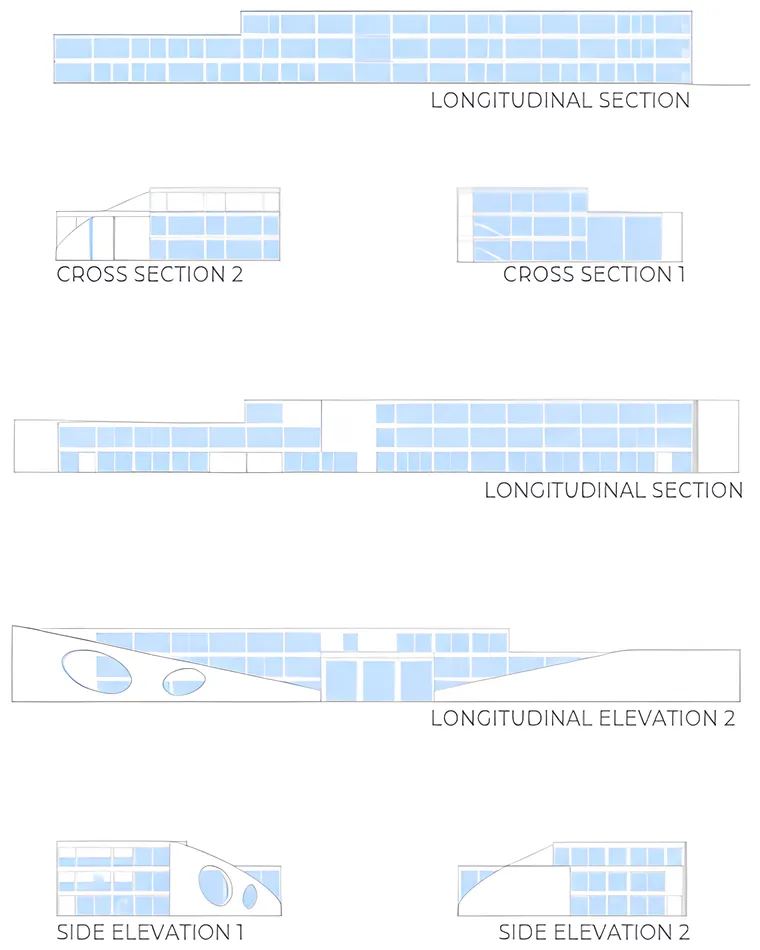 LONGITUDINAL SECTION
CROSS SECTION 2
CROSS SECTION 1
LONGITUDINAL SECTION
LONGITUDINAL ELEVATION 2
SIDE ELEVATION 1
SIDE ELEVATION 2